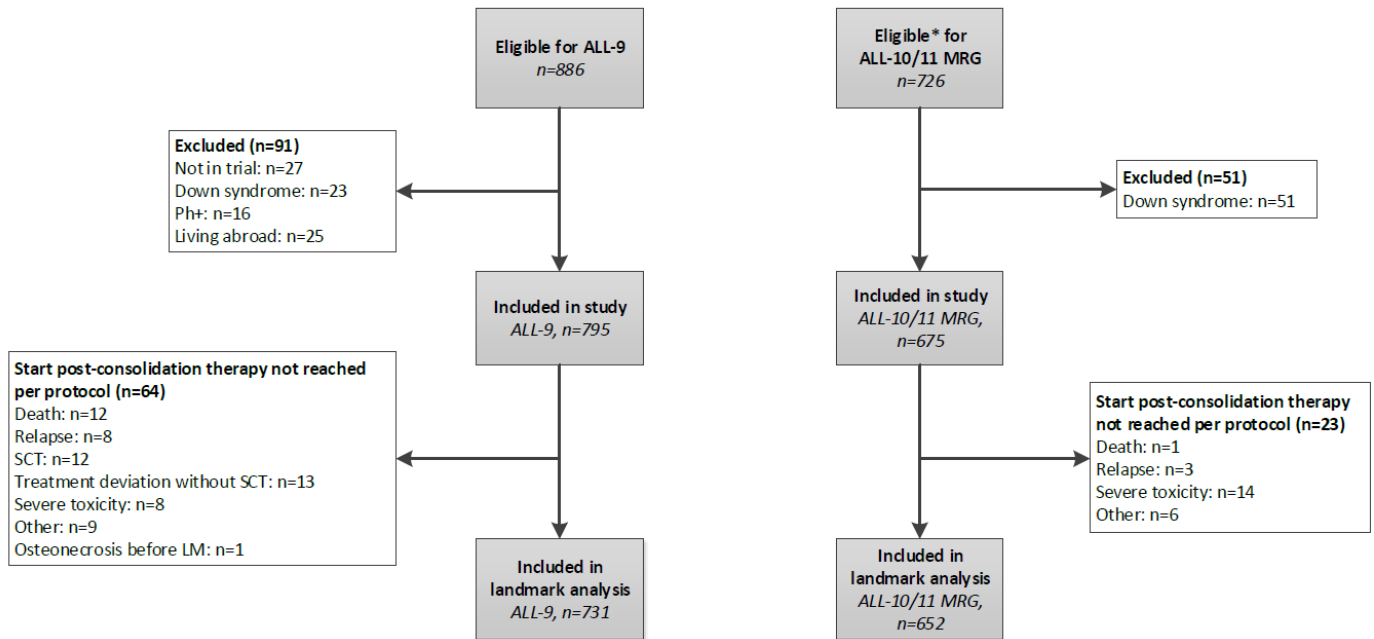 Eligible for ALL-9
n=886
Excluded (n=91)
Not in trial: n=27
Down syndrome: n=23
Ph+: n=16
Living abroad: n=25
Included in study
ALL-9, n=795
Start post-consolidation therapy not reached
per protocol (n=64)
Death: n=12
Relapse: n=8
SCT: n=12
Treatment deviation without SCT: n=13
Severe toxicity: n=8
Other: n=9
Osteonecrosis before LM: n=1
Included in
landmark analysis
ALL-9, n=731
Eligible* for
ALL-10/11 MRG
n=726
Excluded (n=51)
Down syndrome: n=51
Included in study
ALL-10/11 MRG,
n=675
Start post-consolidation therapy
not reached per protocol (n=23)
Death: n=1
Relapse: n=3
Severe toxicity: n=14
Other: n=6
Included in
landmark analysis
ALL-10/11 MRG,
n=652